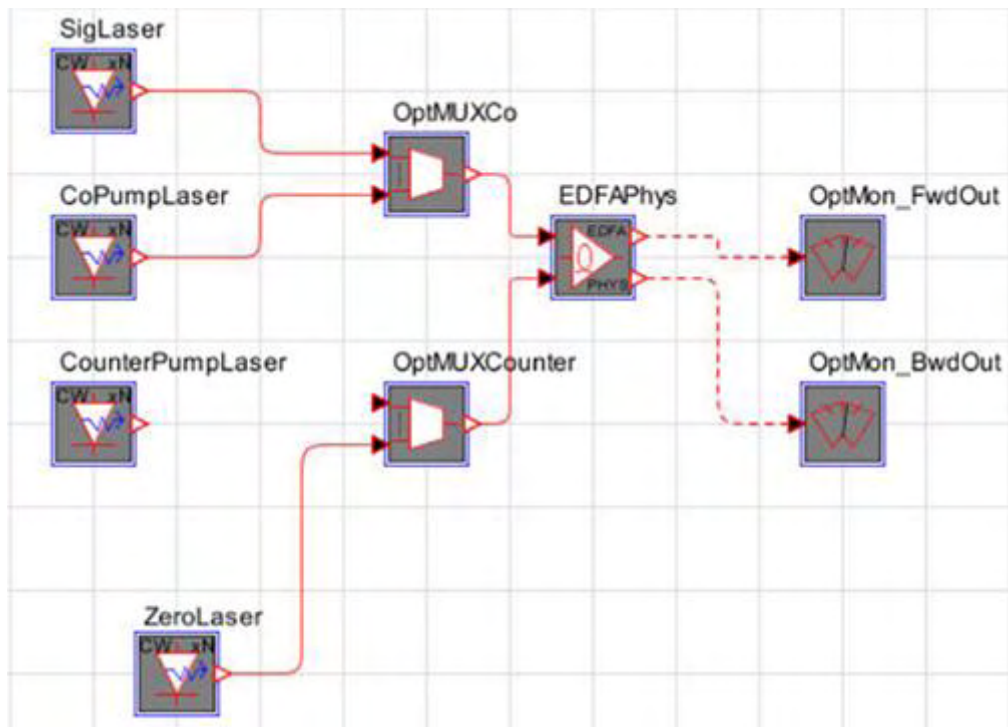 SigLaser
CW xN
OptMUXCo
CoPumpLaser
CW xN
EDFAPhys
EDFA
PHYS
OptMon_FwdOut
CounterPumpLaser
CW xN
OptMUXCounter
OptMon_BwdOut
ZeroLaser
CW xN